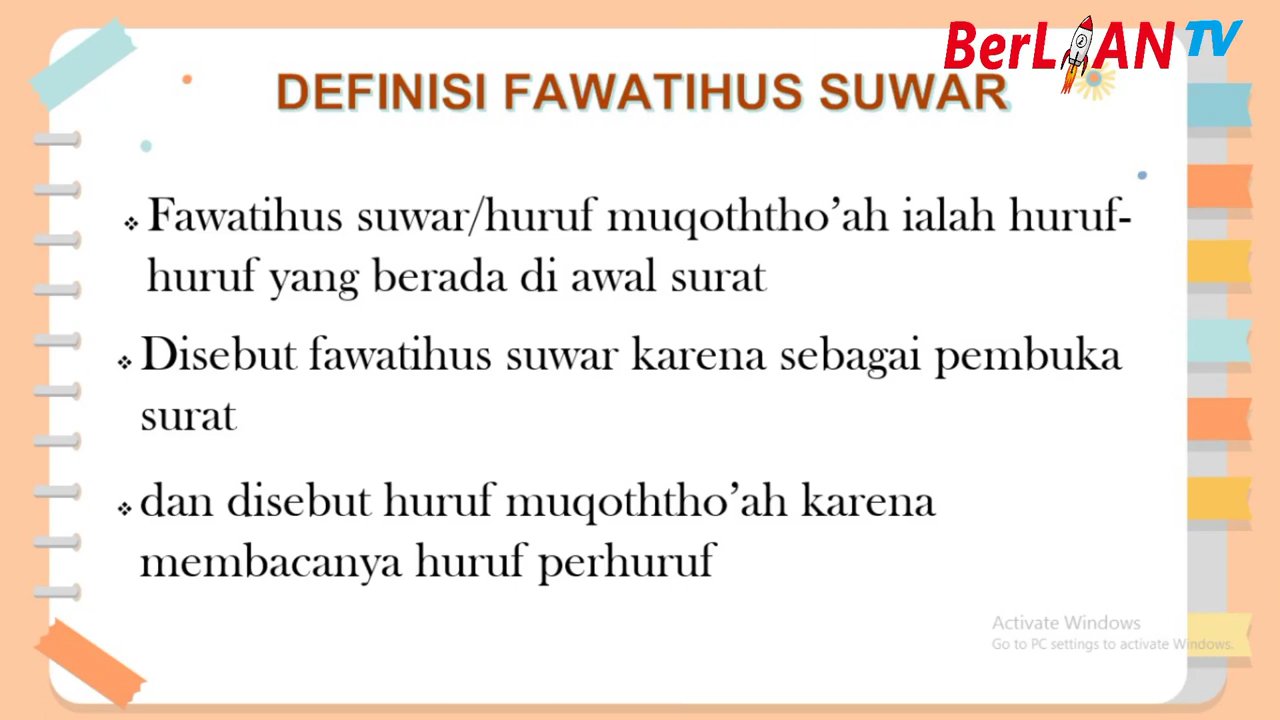 BerLIAN TV
DEFINISI FAWATIHUS SUWAR
❖ Fawatihus suwar/huruf muqoththo’ah ialah huruf-
huruf yang berada di awal surat
❖ Disebut fawatihus suwar karena sebagai pembuka
surat
❖ dan disebut huruf muqoththo’ah karena
membacanya huruf perhuruf
Activate Windows
Go to PC settings to activate Windows.